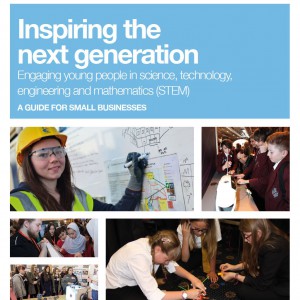 Inspiring the
next generation
Engaging young people in science, technology,
engineering and mathematics (STEM)
A GUIDE FOR SMALL BUSINESSES